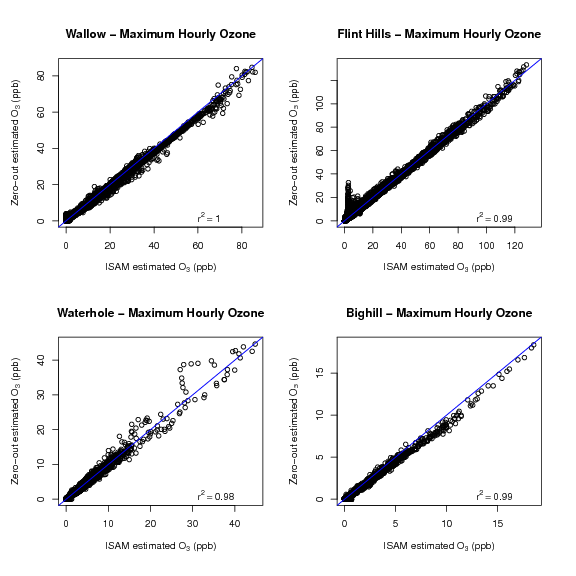 Wallow − Maximum Hourly Ozone
Zero−out estimated O3 (ppb)
80
60
40
20
0
r2 = 1
0 20 40 60 80
ISAM estimated O3 (ppb)
Flint Hills − Maximum Hourly Ozone
Zero−out estimated O3 (ppb)
100
80
60
40
20
0
r2 = 0.99
0 20 40 60 80 100 120
ISAM estimated O3 (ppb)
Waterhole − Maximum Hourly Ozone
Zero−out estimated O3 (ppb)
40
30
20
10
0
r2 = 0.98
0 10 20 30 40
ISAM estimated O3 (ppb)
Bighill − Maximum Hourly Ozone
Zero−out estimated O3 (ppb)
15
10
5
0
r2 = 0.99
0 5 10 15
ISAM estimated O3 (ppb)